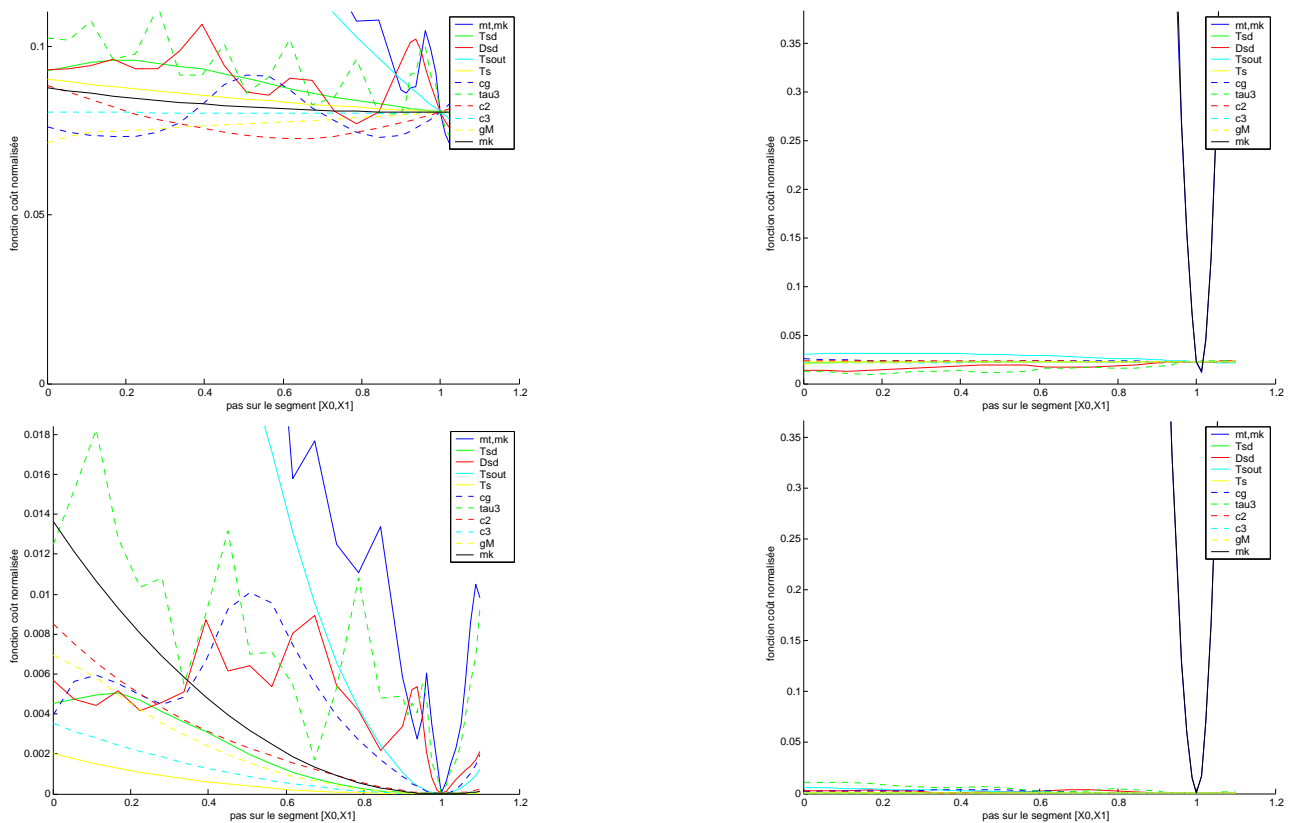 fonction coût normalisée
0.1
0.05
0
0
0.2
0.4
0.6
0.8
1
1.2
pas sur le segment [X0,X1]
mt,mk
Tsd
Dsd
Tsout
Ts
cg
tau3
c2
c3
gM
mk
fonction coût normalisée
0.35
0.3
0.25
0.2
0.15
0.1
0.05
0
0
0.2
0.4
0.6
0.8
1
1.2
pas sur le segment [X0,X1]
mt,mk
Tsd
Dsd
Tsout
Ts
cg
tau3
c2
c3
gM
mk
fonction coût normalisée
0.018
0.016
0.014
0.012
0.01
0.008
0.006
0.004
0.002
0
0
0.2
0.4
0.6
0.8
1
1.2
pas sur le segment [X0,X1]
mt,mk
Tsd
Dsd
Tsout
Ts
cg
tau3
c2
c3
gM
mk
fonction coût normalisée
0.35
0.3
0.25
0.2
0.15
0.1
0.05
0
0
0.2
0.4
0.6
0.8
1
1.2
pas sur le segment [X0,X1]
mt,mk
Tsd
Dsd
Tsout
Ts
cg
tau3
c2
c3
gM
mk